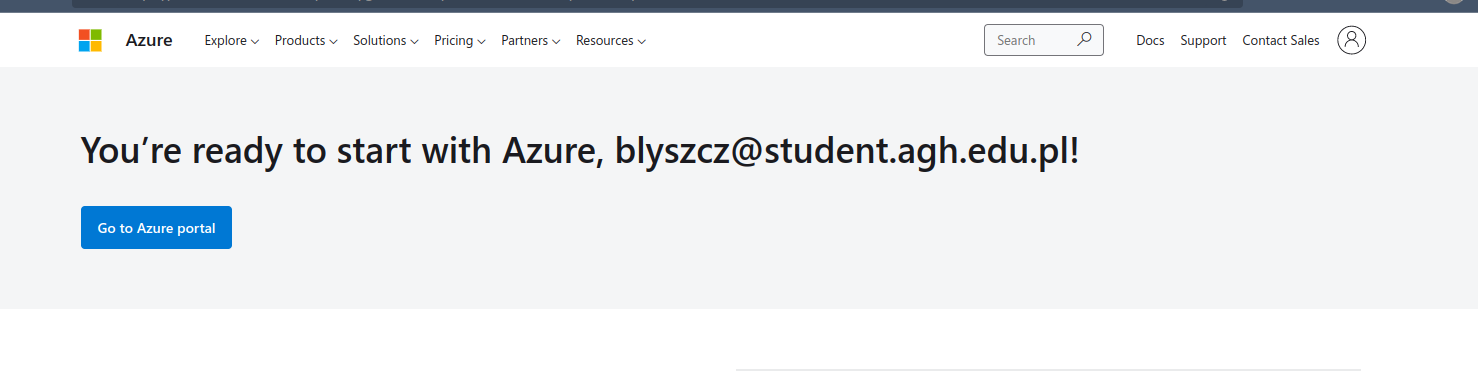 Azure Explore Products Solutions Pricing Partners Resources Search Docs Support Contact Sales
You're ready to start with Azure, blyszcz@student.agh.edu.pl!
Go to Azure portal